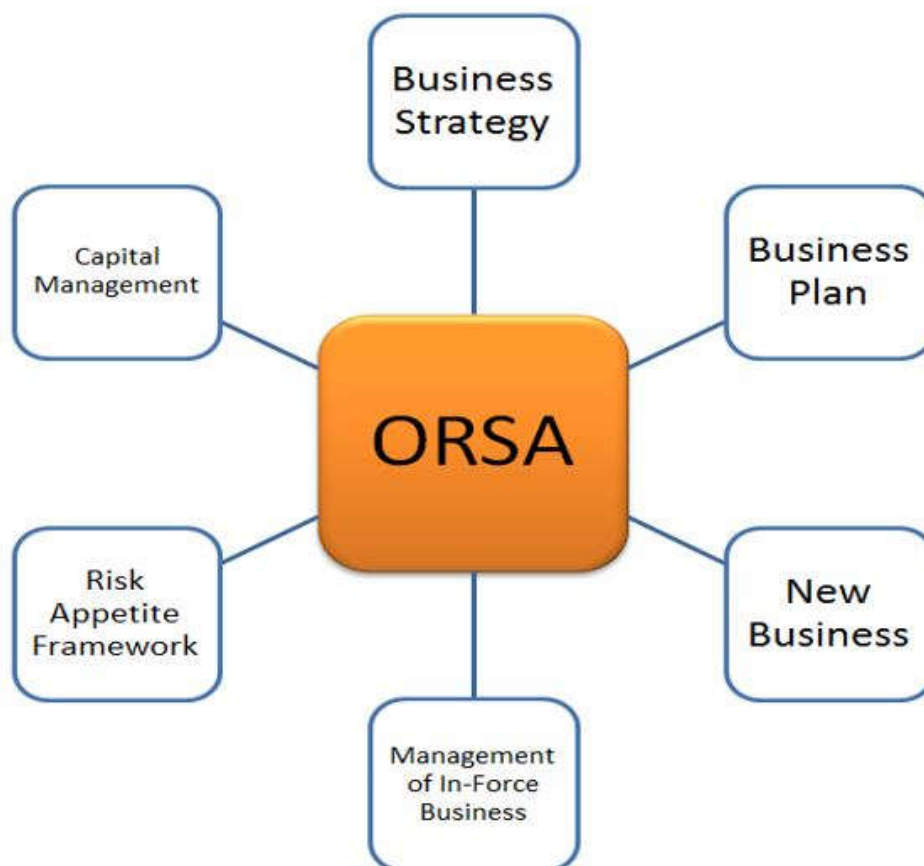 Business
Strategy
Capital
Management
Business
Plan
ORSA
Risk
Appetite
Framework
New
Business
Management
of In-Force
Business